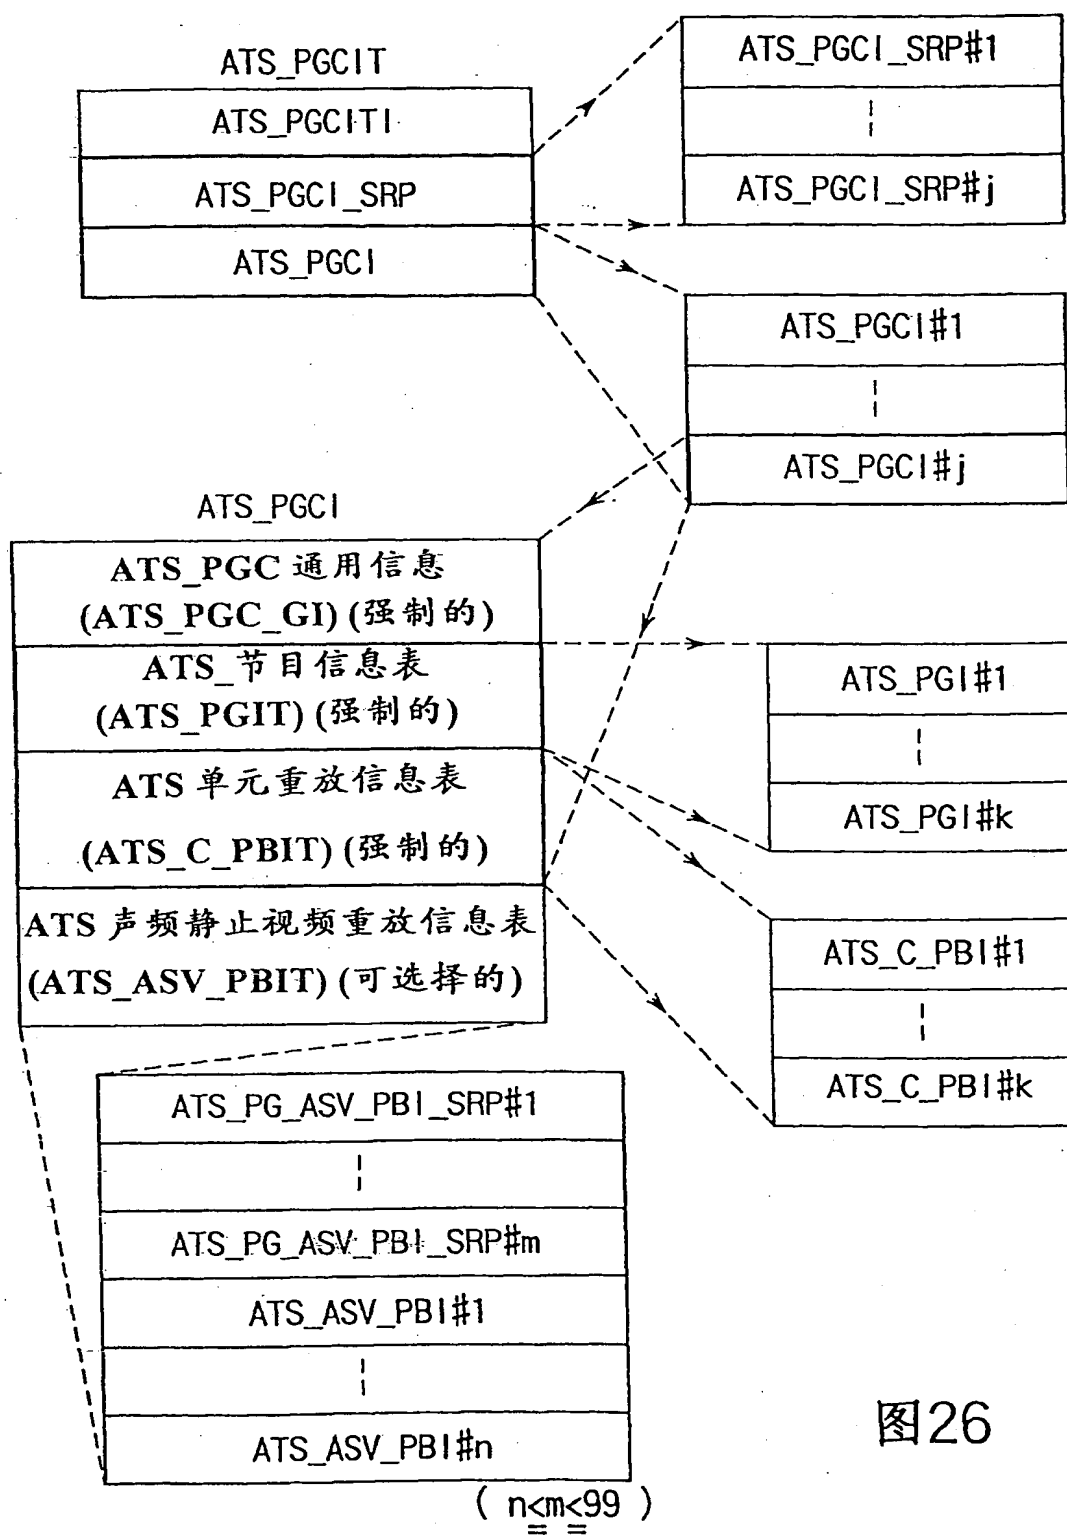 ATS_PGCIT
ATS_PGCITI
ATS_PGCI_SRP
ATS_PGCI
ATS_PGCI_SRP#1
ATS_PGCI_SRP#j
ATS_PGCI#1
ATS_PGCI#j
ATS_PGCI
ATS_PGC 通用信息
(ATS_PGC_GI) (强制的)
ATS_节目信息表
(ATS_PGIT) (强制的)
ATS 单元重放信息表
(ATS_C_PBIT) (强制的)
ATS 声频静止视频重放信息表
(ATS_ASV_PBIT) (可选择的)
ATS_PGI#1
ATS_PGI#k
ATS_C_PBI#1
ATS_C_PBI#k
ATS_PG_ASV_PBI_SRP#1
ATS_PG_ASV_PBI_SRP#m
ATS_ASV_PBI#1
ATS_ASV_PBI#n
( n≦m≦99 )
图26